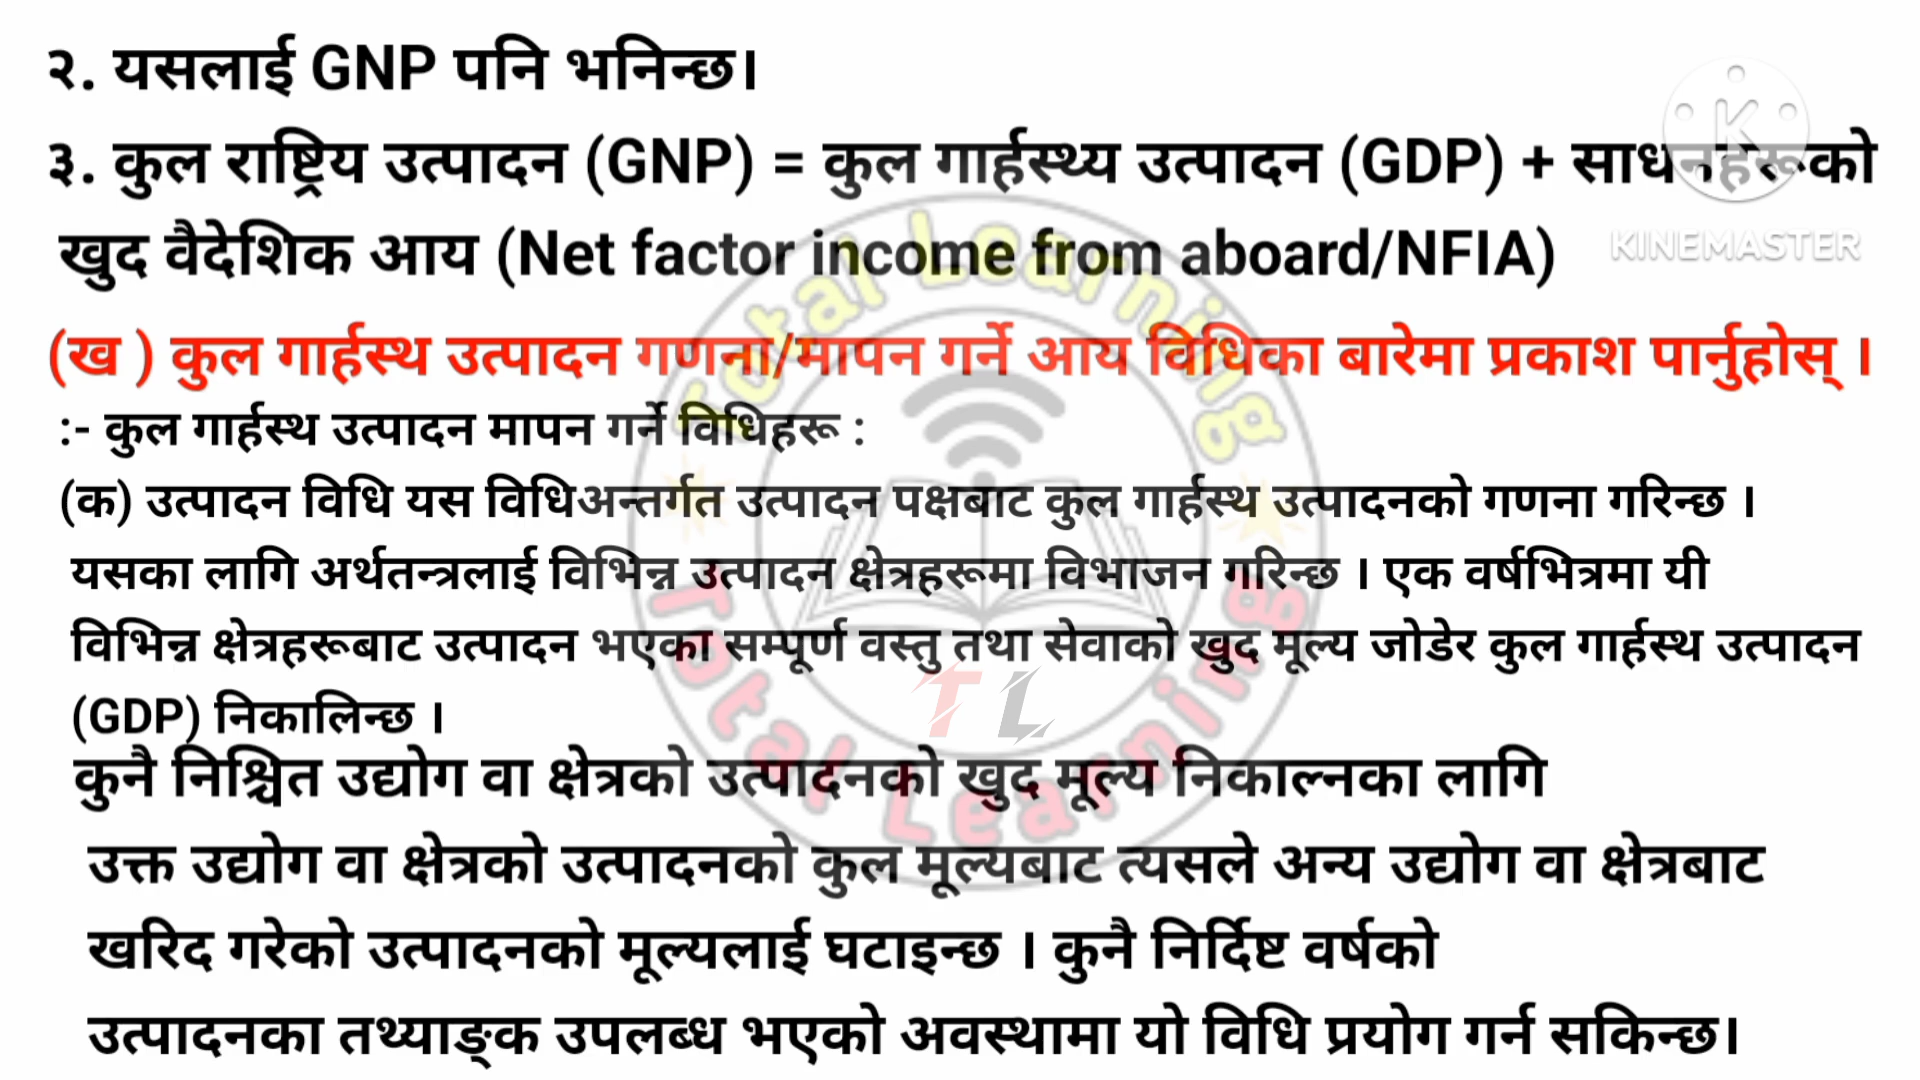 २. यसलाई GNP पनि भनिन्छ।
३. कुल राष्ट्रिय उत्पादन (GNP) = कुल गार्हस्थ्य उत्पादन (GDP) + साधनहरूको
खुद वैदेशिक आय (Net factor income from aboard/NFIA)
K
KINEMASTER
(ख ) कुल गार्हस्थ उत्पादन गणना/मापन गर्ने आय विधिका बारेमा प्रकाश पार्नुहोस् ।
:- कुल गार्हस्थ उत्पादन मापन गर्ने विधिहरू :
(क) उत्पादन विधि यस विधिअन्तर्गत उत्पादन पक्षबाट कुल गार्हस्थ उत्पादनको गणना गरिन्छ ।
यसका लागि अर्थतन्त्रलाई विभिन्न उत्पादन क्षेत्रहरूमा विभाजन गरिन्छ । एक वर्षभित्रमा यी
विभिन्न क्षेत्रहरूबाट उत्पादन भएका सम्पूर्ण वस्तु तथा सेवाको खुद मूल्य जोडेर कुल गार्हस्थ उत्पादन
(GDP) निकालिन्छ ।
कुनै निश्चित उद्योग वा क्षेत्रको उत्पादनको खुद मूल्य निकाल्नका लागि
उक्त उद्योग वा क्षेत्रको उत्पादनको कुल मूल्यबाट त्यसले अन्य उद्योग वा क्षेत्रबाट
खरिद गरेको उत्पादनको मूल्यलाई घटाइन्छ । कुनै निर्दिष्ट वर्षको
उत्पादनका तथ्याङ्क उपलब्ध भएको अवस्थामा यो विधि प्रयोग गर्न सकिन्छ।
Total Learning
TL
Total Learning